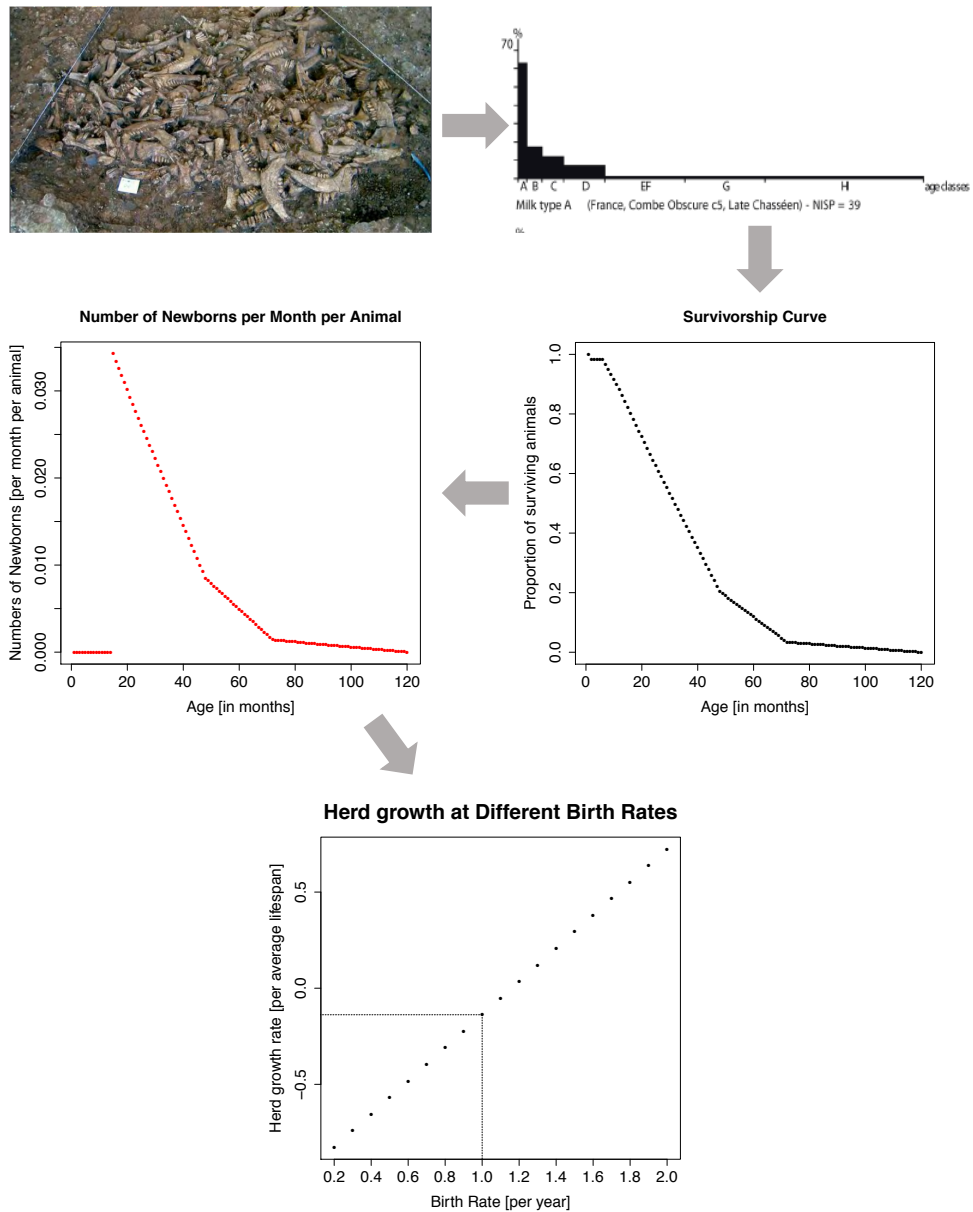 %
70
A B C D EF G HI age classes
Milk type A (France, Combe Obscure c5, Late Chasséen) - NISP = 39
%
Number of Newborns per Month per Animal
Numbers of Newborns [per month per animal]
0.030
0.020
0.010
0.000
0 20 40 60 80 100 120
Age [in months]
Survivorship Curve
Proportion of surviving animals
1.0
0.8
0.6
0.4
0.2
0.0
0 20 40 60 80 100 120
Age [in months]
Herd growth at Different Birth Rates
Herd growth rate [per average lifespan]
0.5
0.0
−0.5
0.2 0.4 0.6 0.8 1.0 1.2 1.4 1.6 1.8 2.0
Birth Rate [per year]